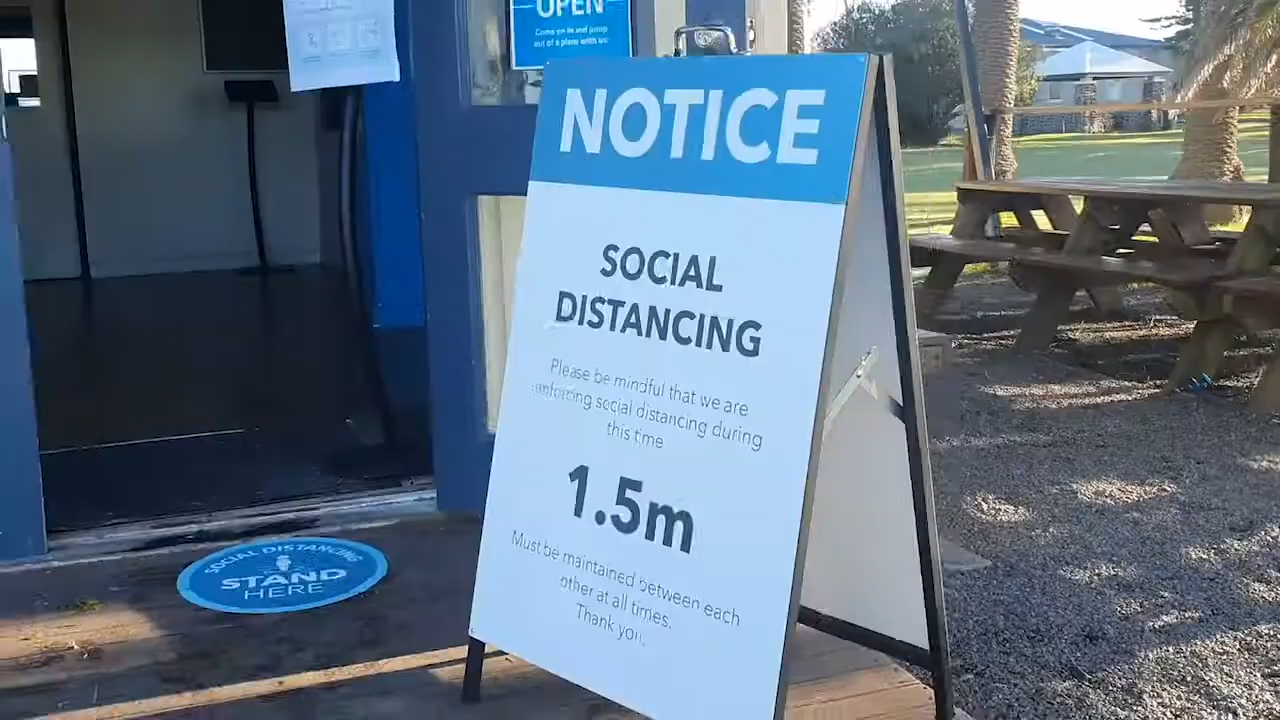 OPEN
Come on in and jump
out of a plane with us!
NOTICE
SOCIAL
DISTANCING
Please be mindful that we are
enforcing social distancing during
this time
1.5m
Must be maintained between each
other at all times.
Thank you.
SOCIAL DISTANCING
STAND
HERE